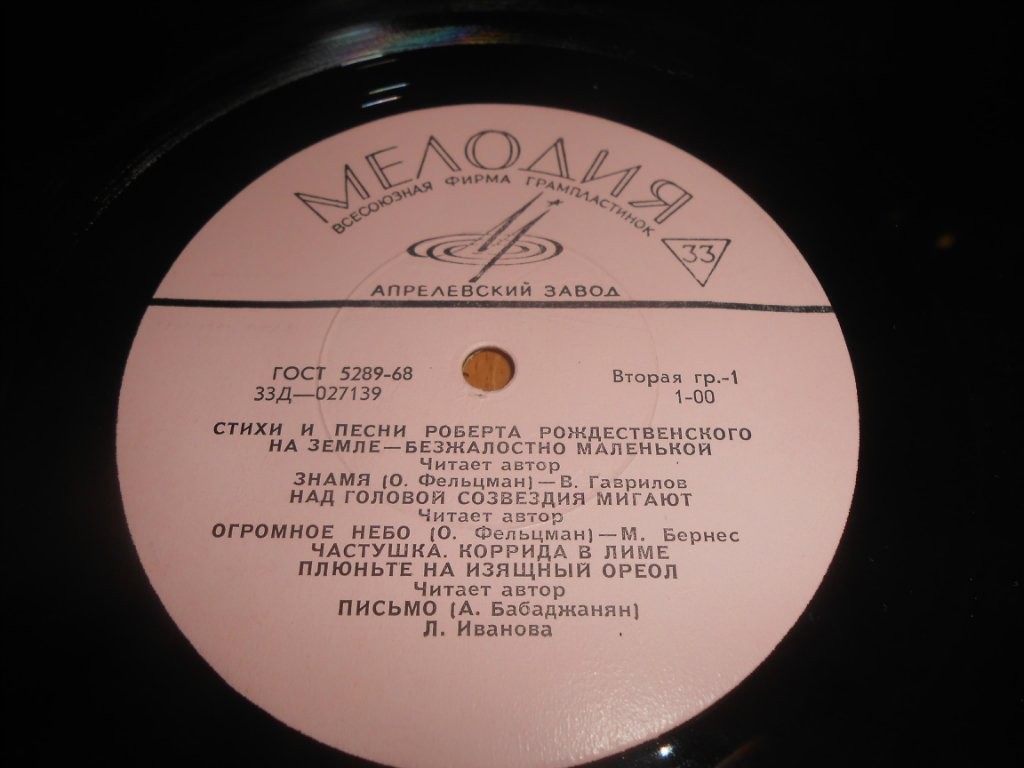 МЕЛОДИЯ
ВСЕСОЮЗНАЯ ФИРМА ГРАМПЛАСТИНОК
33
АПРЕЛЕВСКИЙ ЗАВОД
ГОСТ 5289-68
Вторая гр.-1
33Д—027139
1-00
СТИХИ И ПЕСНИ РОБЕРТА РОЖДЕСТВЕНСКОГО
НА ЗЕМЛЕ—БЕЗЖАЛОСТНО МАЛЕНЬКОЙ
Читает автор
ЗНАМЯ (О. Фельцман)—В. Гаврилов
НАД ГОЛОВОЙ СОЗВЕЗДИЯ МИГАЮТ
Читает автор
ОГРОМНОЕ НЕБО (О. Фельцман)—М. Бернес
ЧАСТУШКА. КОРРИДА В ЛИМЕ
ПЛЮНЬТЕ НА ИЗЯЩНЫЙ ОРЕОЛ
Читает автор
ПИСЬМО (А. Бабаджанян)
Л. Иванова